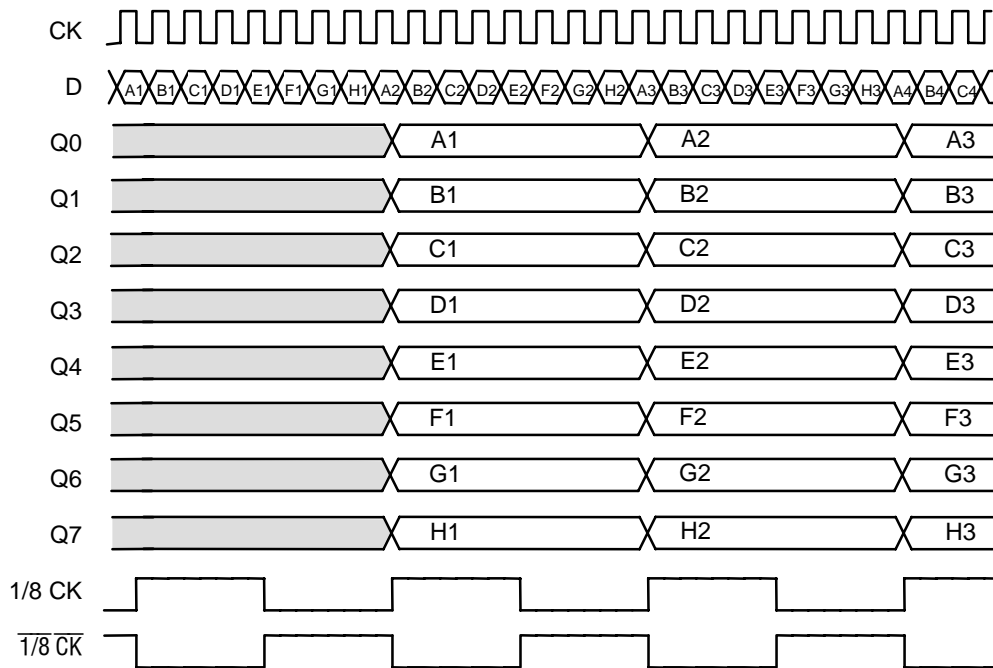 CK
D A1 B1 C1 D1 E1 F1 G1 H1 A2 B2 C2 D2 E2 F2 G2 H2 A3 B3 C3 D3 E3 F3 G3 H3 A4 B4 C4
Q0 A1 A2 A3
Q1 B1 B2 B3
Q2 C1 C2 C3
Q3 D1 D2 D3
Q4 E1 E2 E3
Q5 F1 F2 F3
Q6 G1 G2 G3
Q7 H1 H2 H3
1/8 CK
1/8 CK